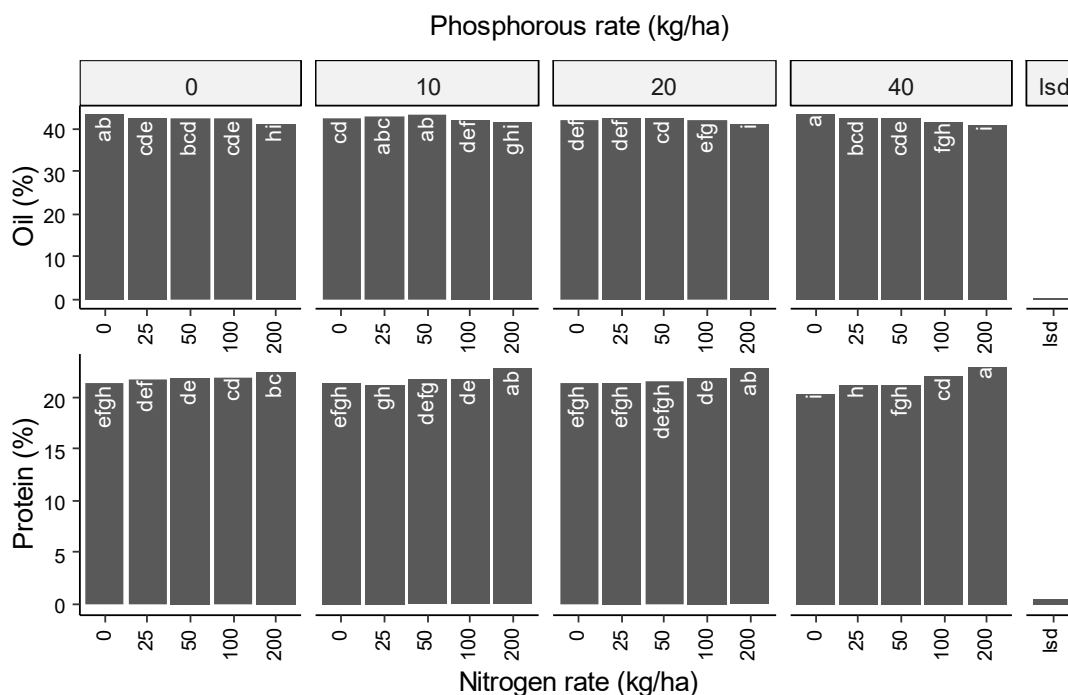 Phosphorous rate (kg/ha)
0 10 20 40 lsd
Oil (%)
40
30
20
10
0
ab cde bcd cde hi cd abc ab def ghi def def cd efg i a bcd cde fgh i
0 25 50 100 200 0 25 50 100 200 0 25 50 100 200 0 25 50 100 200 lsd
Protein (%)
20
15
10
5
0
efgh def de cd bc efgh gh defg de ab efgh efgh defgh de ab i h fgh cd a
0 25 50 100 200 0 25 50 100 200 0 25 50 100 200 0 25 50 100 200 lsd
Nitrogen rate (kg/ha)